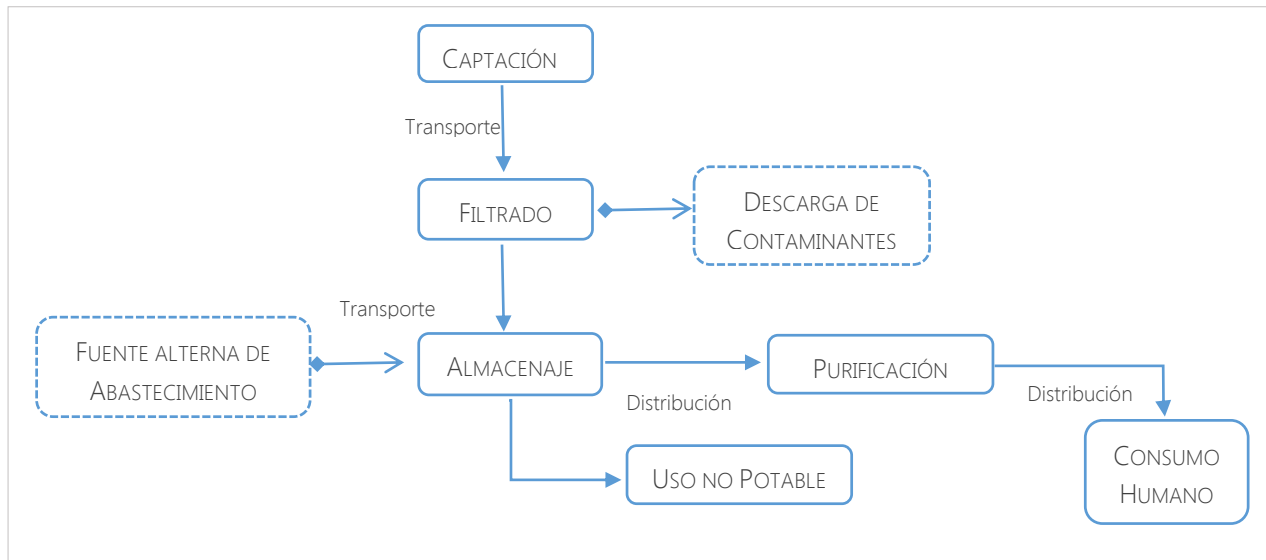 CAPTACIÓN
Transporte
FILTRADO
DESCARGA DE
CONTAMINANTES
Transporte
FUENTE ALTERNA DE
ABASTECIMIENTO
ALMACENAJE
PURIFICACIÓN
Distribución
Distribución
USO NO POTABLE
CONSUMO
HUMANO